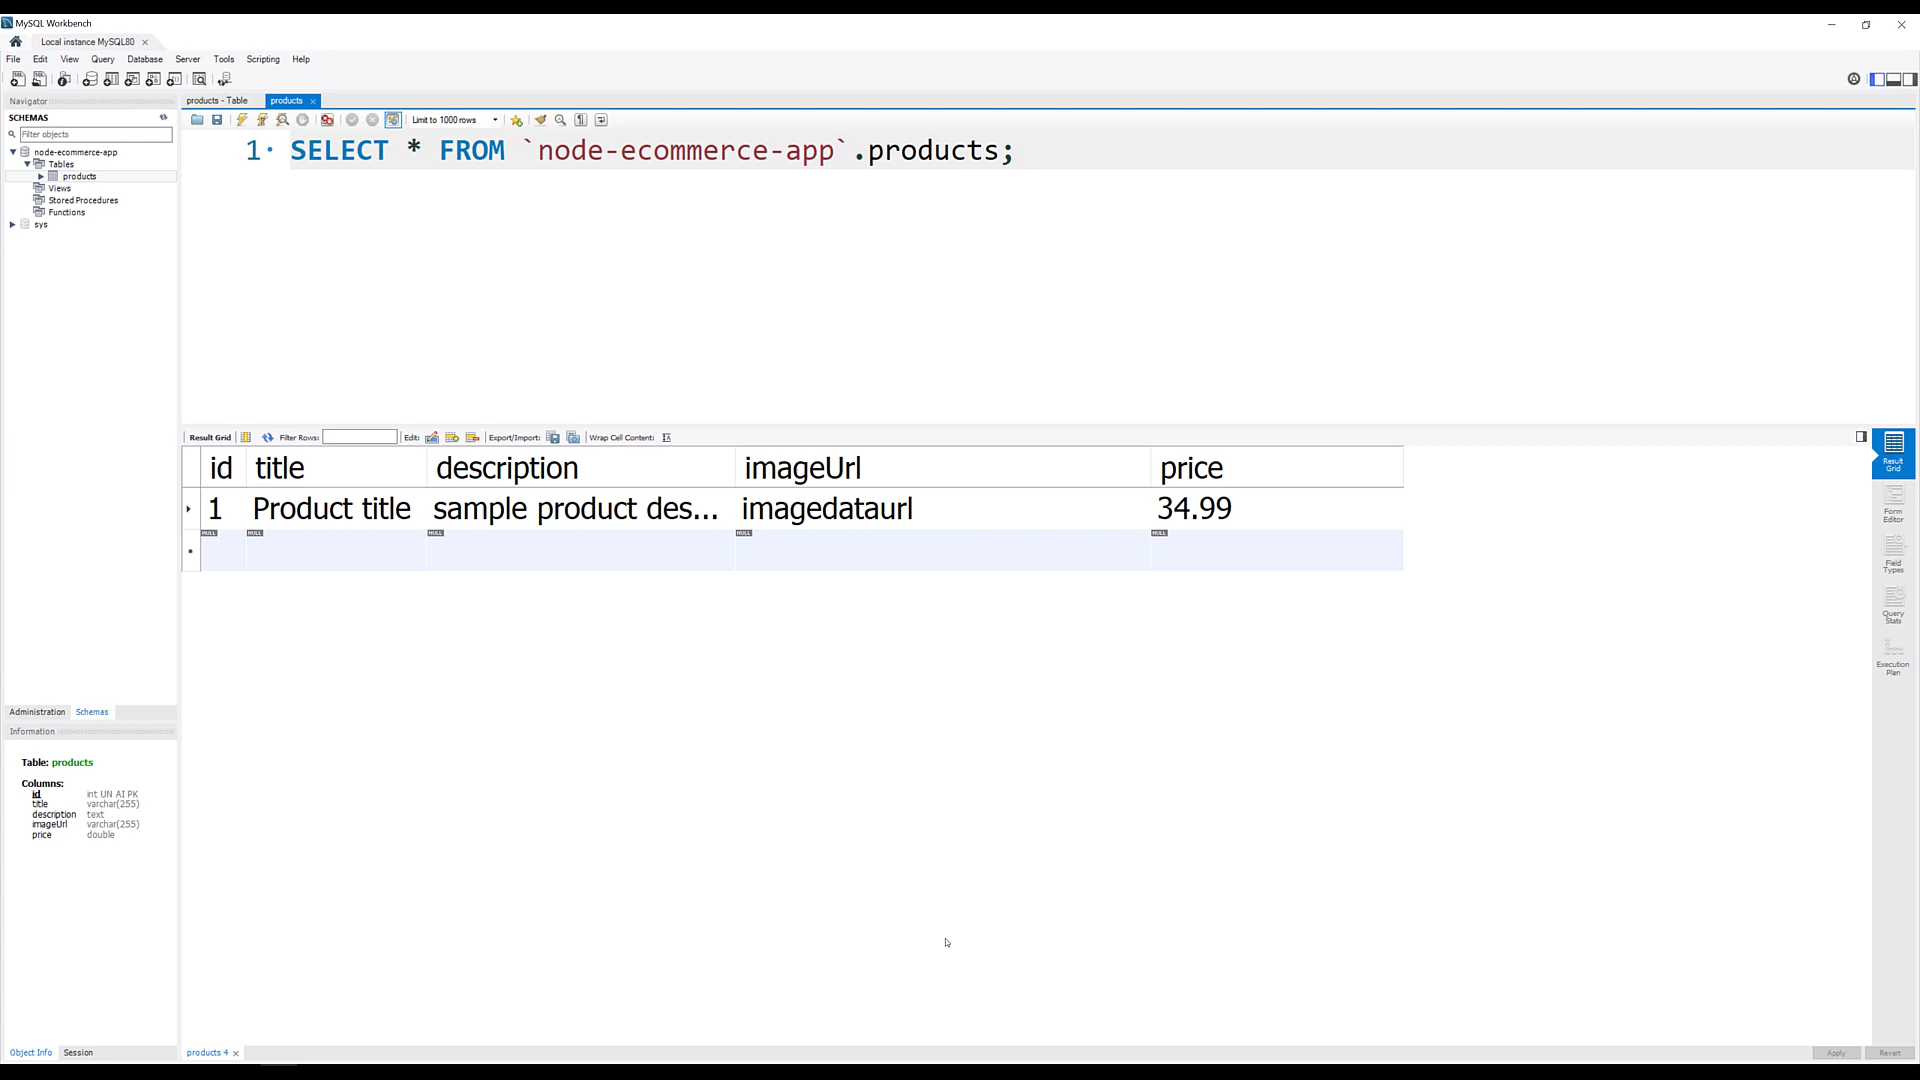 MySQL Workbench
Local instance MySQL80
File Edit View Query Database Tools Server Scripting Help
Navigator
SCHEMAS
Filter objects
node-ecommerce-app
Tables
products
Views
Stored Procedures
Functions
sys
Administration Schemas
Information
Table: products
Columns:
id int UN AI PK
title varchar(255)
description text
imageUrl varchar(255)
price double
Object Info Session
products - Table products
Limit to 1000 rows
1 SELECT * FROM `node-ecommerce-app`.products;
Result Grid Filter Rows: Edit: Export/Import: Wrap Cell Content:
id title description imageUrl price
1 Product title sample product des... imagedataurl 34.99
NULL NULL NULL NULL NULL
Result
Grid
Form
Editor
Field
Types
Query
Stats
Execution
Plan
products 4
Apply Revert